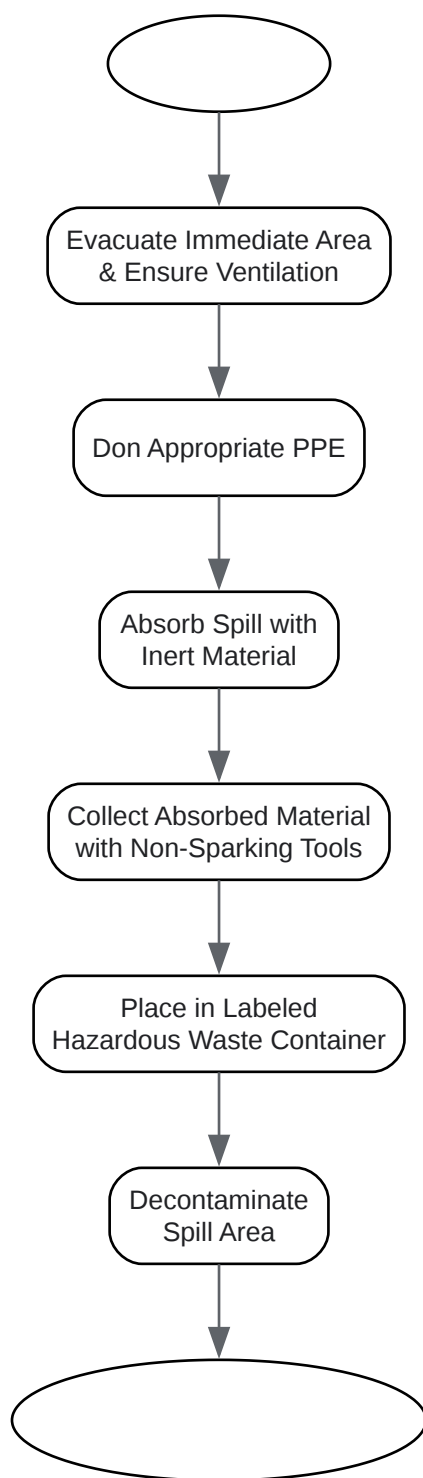 Evacuate Immediate Area
& Ensure Ventilation
Don Appropriate PPE
Absorb Spill with
Inert Material
Collect Absorbed Material
with Non-Sparking Tools
Place in Labeled
Hazardous Waste Container
Decontaminate
Spill Area